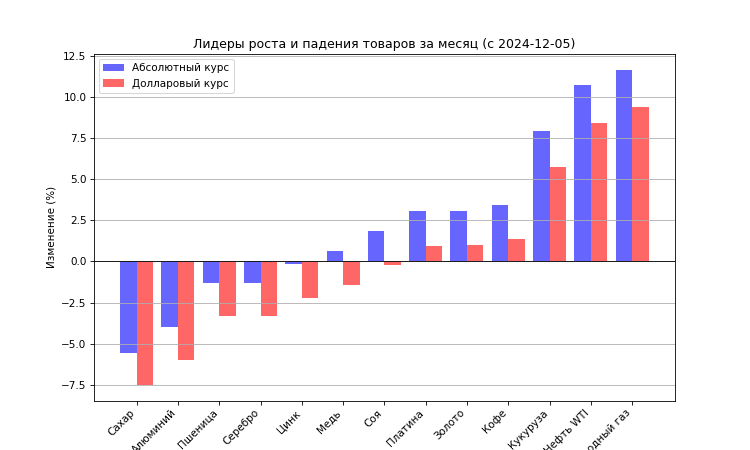 Лидеры роста и падения товаров за месяц (с 2024-12-05)
Абсолютный курс
Долларовый курс
Изменение (%)
12.5
10.0
7.5
5.0
2.5
0.0
−2.5
−5.0
−7.5
Сахар
Алюминий
Пшеница
Серебро
Цинк
Медь
Соя
Платина
Золото
Кофе
Кукуруза
Нефть WTI
одный газ